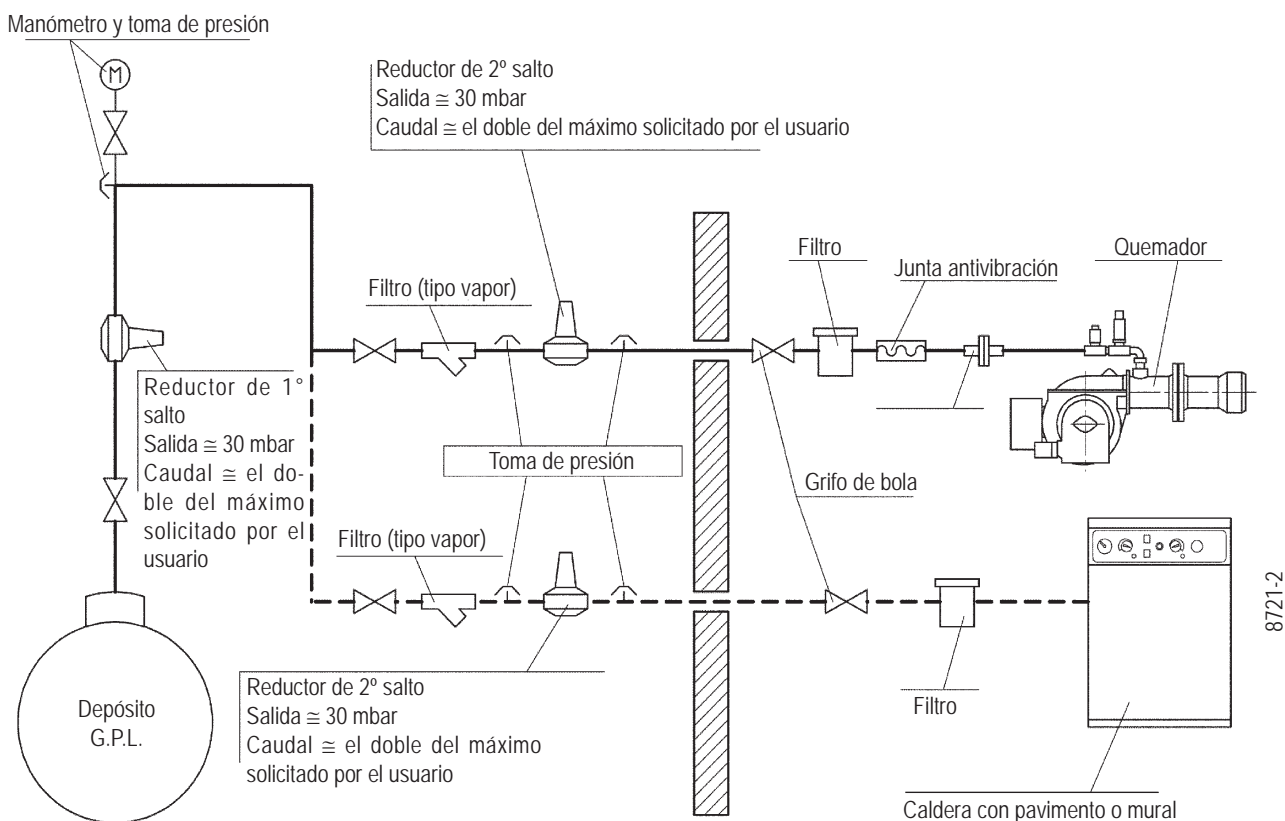 Manómetro y toma de presión
M
Reductor de 2º salto
Salida ≅ 30 mbar
Caudal ≅ el doble del máximo solicitado por el usuario
Filtro
Quemador
Junta antivibración
Filtro (tipo vapor)
Reductor de 1°
salto
Salida ≅ 30 mbar
Caudal ≅ el do-
ble del máximo
solicitado por el
usuario
Toma de presión
Grifo de bola
Filtro (tipo vapor)
8721-2
Reductor de 2º salto
Salida ≅ 30 mbar
Caudal ≅ el doble del máximo
solicitado por el usuario
Filtro
Depósito
G.P.L.
Caldera con pavimento o mural